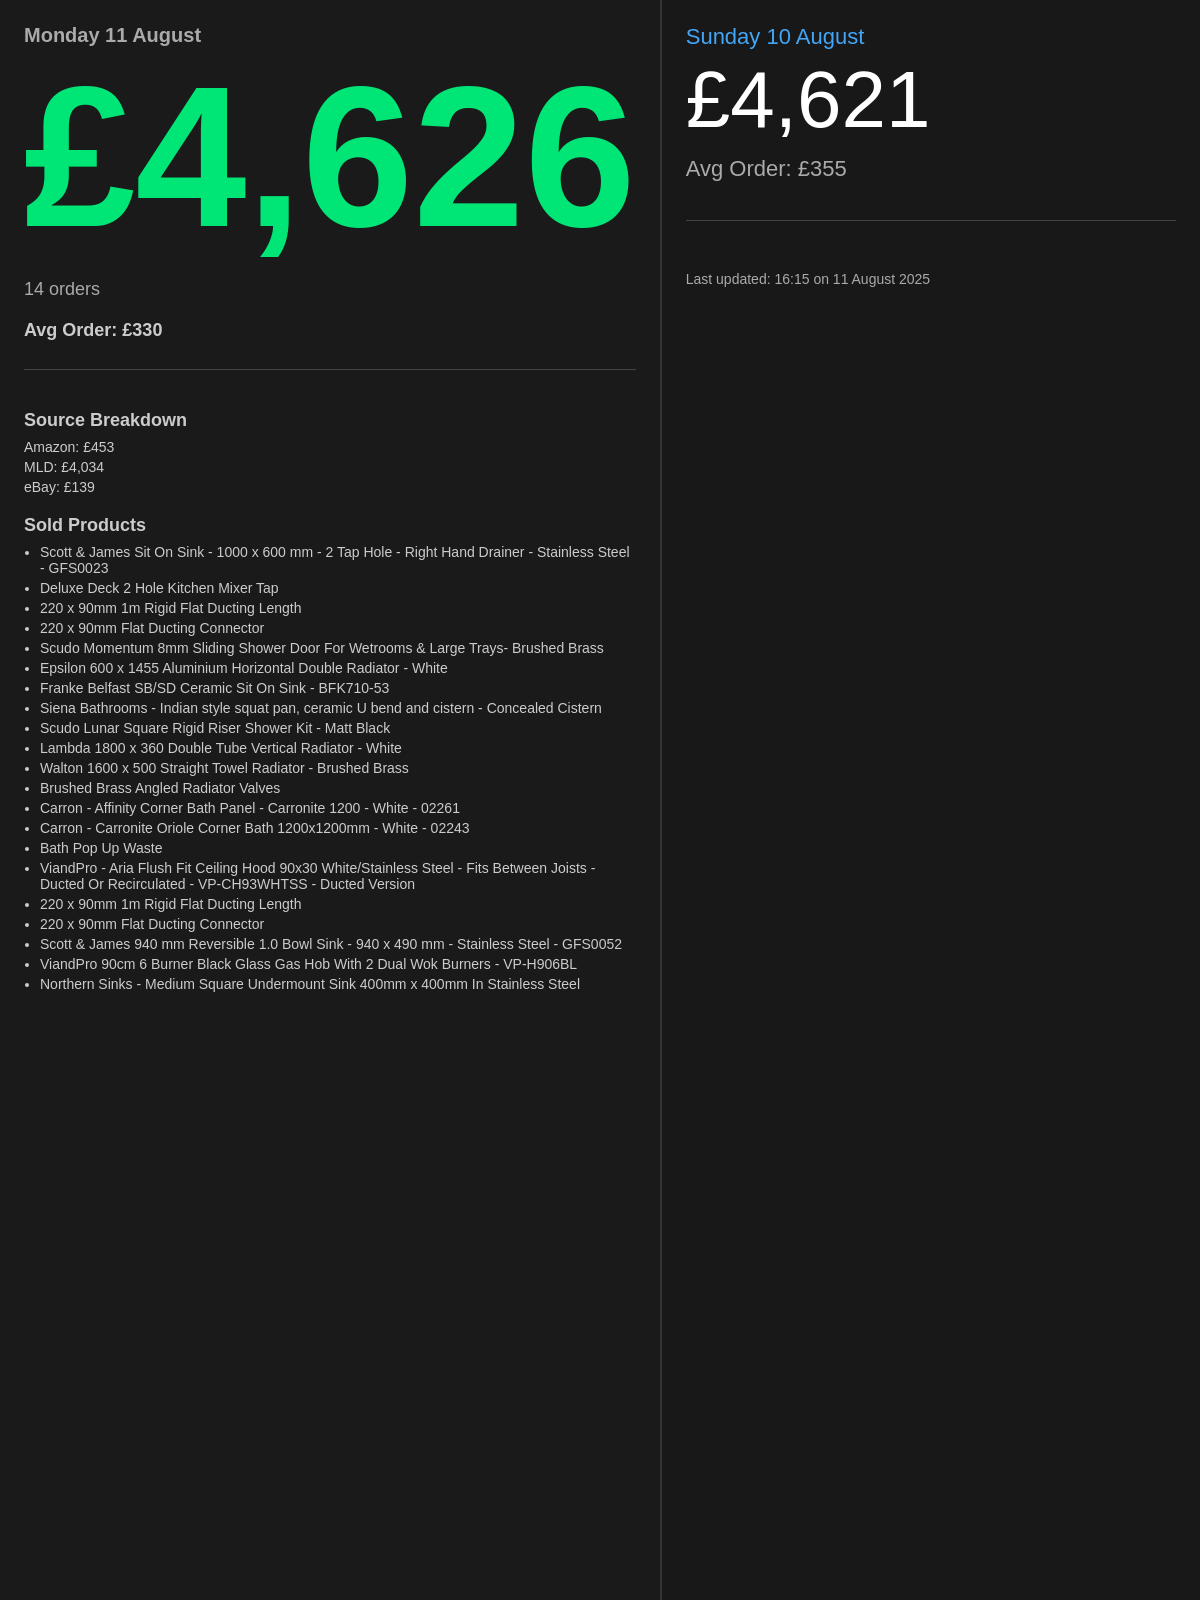 Monday 11 August
£4,626
14 orders
Avg Order: £330
Source Breakdown
Amazon: £453
MLD: £4,034
eBay: £139
Sold Products
• Scott & James Sit On Sink - 1000 x 600 mm - 2 Tap Hole - Right Hand Drainer - Stainless Steel
- GFS0023
• Deluxe Deck 2 Hole Kitchen Mixer Tap
• 220 x 90mm 1m Rigid Flat Ducting Length
• 220 x 90mm Flat Ducting Connector
• Scudo Momentum 8mm Sliding Shower Door For Wetrooms & Large Trays- Brushed Brass
• Epsilon 600 x 1455 Aluminium Horizontal Double Radiator - White
• Franke Belfast SB/SD Ceramic Sit On Sink - BFK710-53
• Siena Bathrooms - Indian style squat pan, ceramic U bend and cistern - Concealed Cistern
• Scudo Lunar Square Rigid Riser Shower Kit - Matt Black
• Lambda 1800 x 360 Double Tube Vertical Radiator - White
• Walton 1600 x 500 Straight Towel Radiator - Brushed Brass
• Brushed Brass Angled Radiator Valves
• Carron - Affinity Corner Bath Panel - Carronite 1200 - White - 02261
• Carron - Carronite Oriole Corner Bath 1200x1200mm - White - 02243
• Bath Pop Up Waste
• ViandPro - Aria Flush Fit Ceiling Hood 90x30 White/Stainless Steel - Fits Between Joists -
Ducted Or Recirculated - VP-CH93WHTSS - Ducted Version
• 220 x 90mm 1m Rigid Flat Ducting Length
• 220 x 90mm Flat Ducting Connector
• Scott & James 940 mm Reversible 1.0 Bowl Sink - 940 x 490 mm - Stainless Steel - GFS0052
• ViandPro 90cm 6 Burner Black Glass Gas Hob With 2 Dual Wok Burners - VP-H906BL
• Northern Sinks - Medium Square Undermount Sink 400mm x 400mm In Stainless Steel
Sunday 10 August
£4,621
Avg Order: £355
Last updated: 16:15 on 11 August 2025